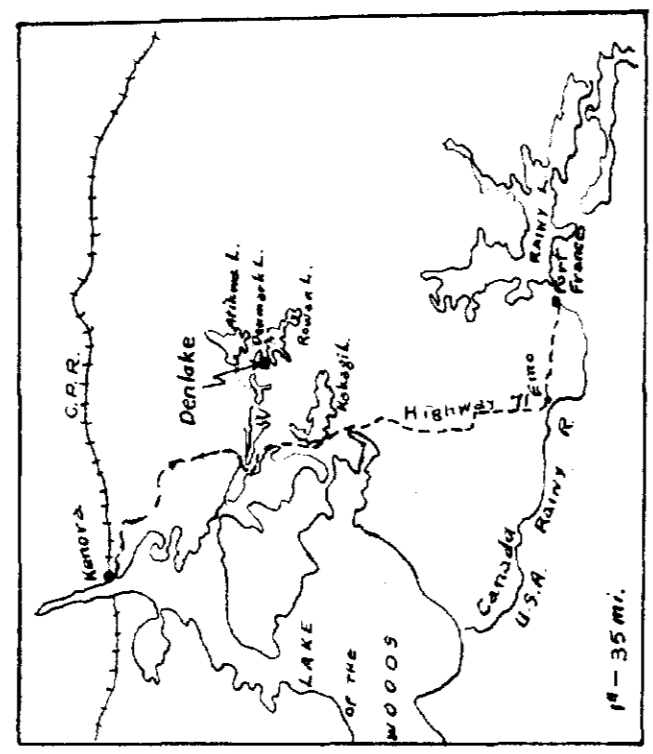 C.P.R.
Kenora
Denlake
Atikwa L.
Denmark L.
Rowan L.
Kakagi L.
Highway 71
Emo
Fort
Frances
RAINY L.
Canada
U.S.A.
RAINY R.
LAKE
OF THE
WOODS
1" - 35 mi.